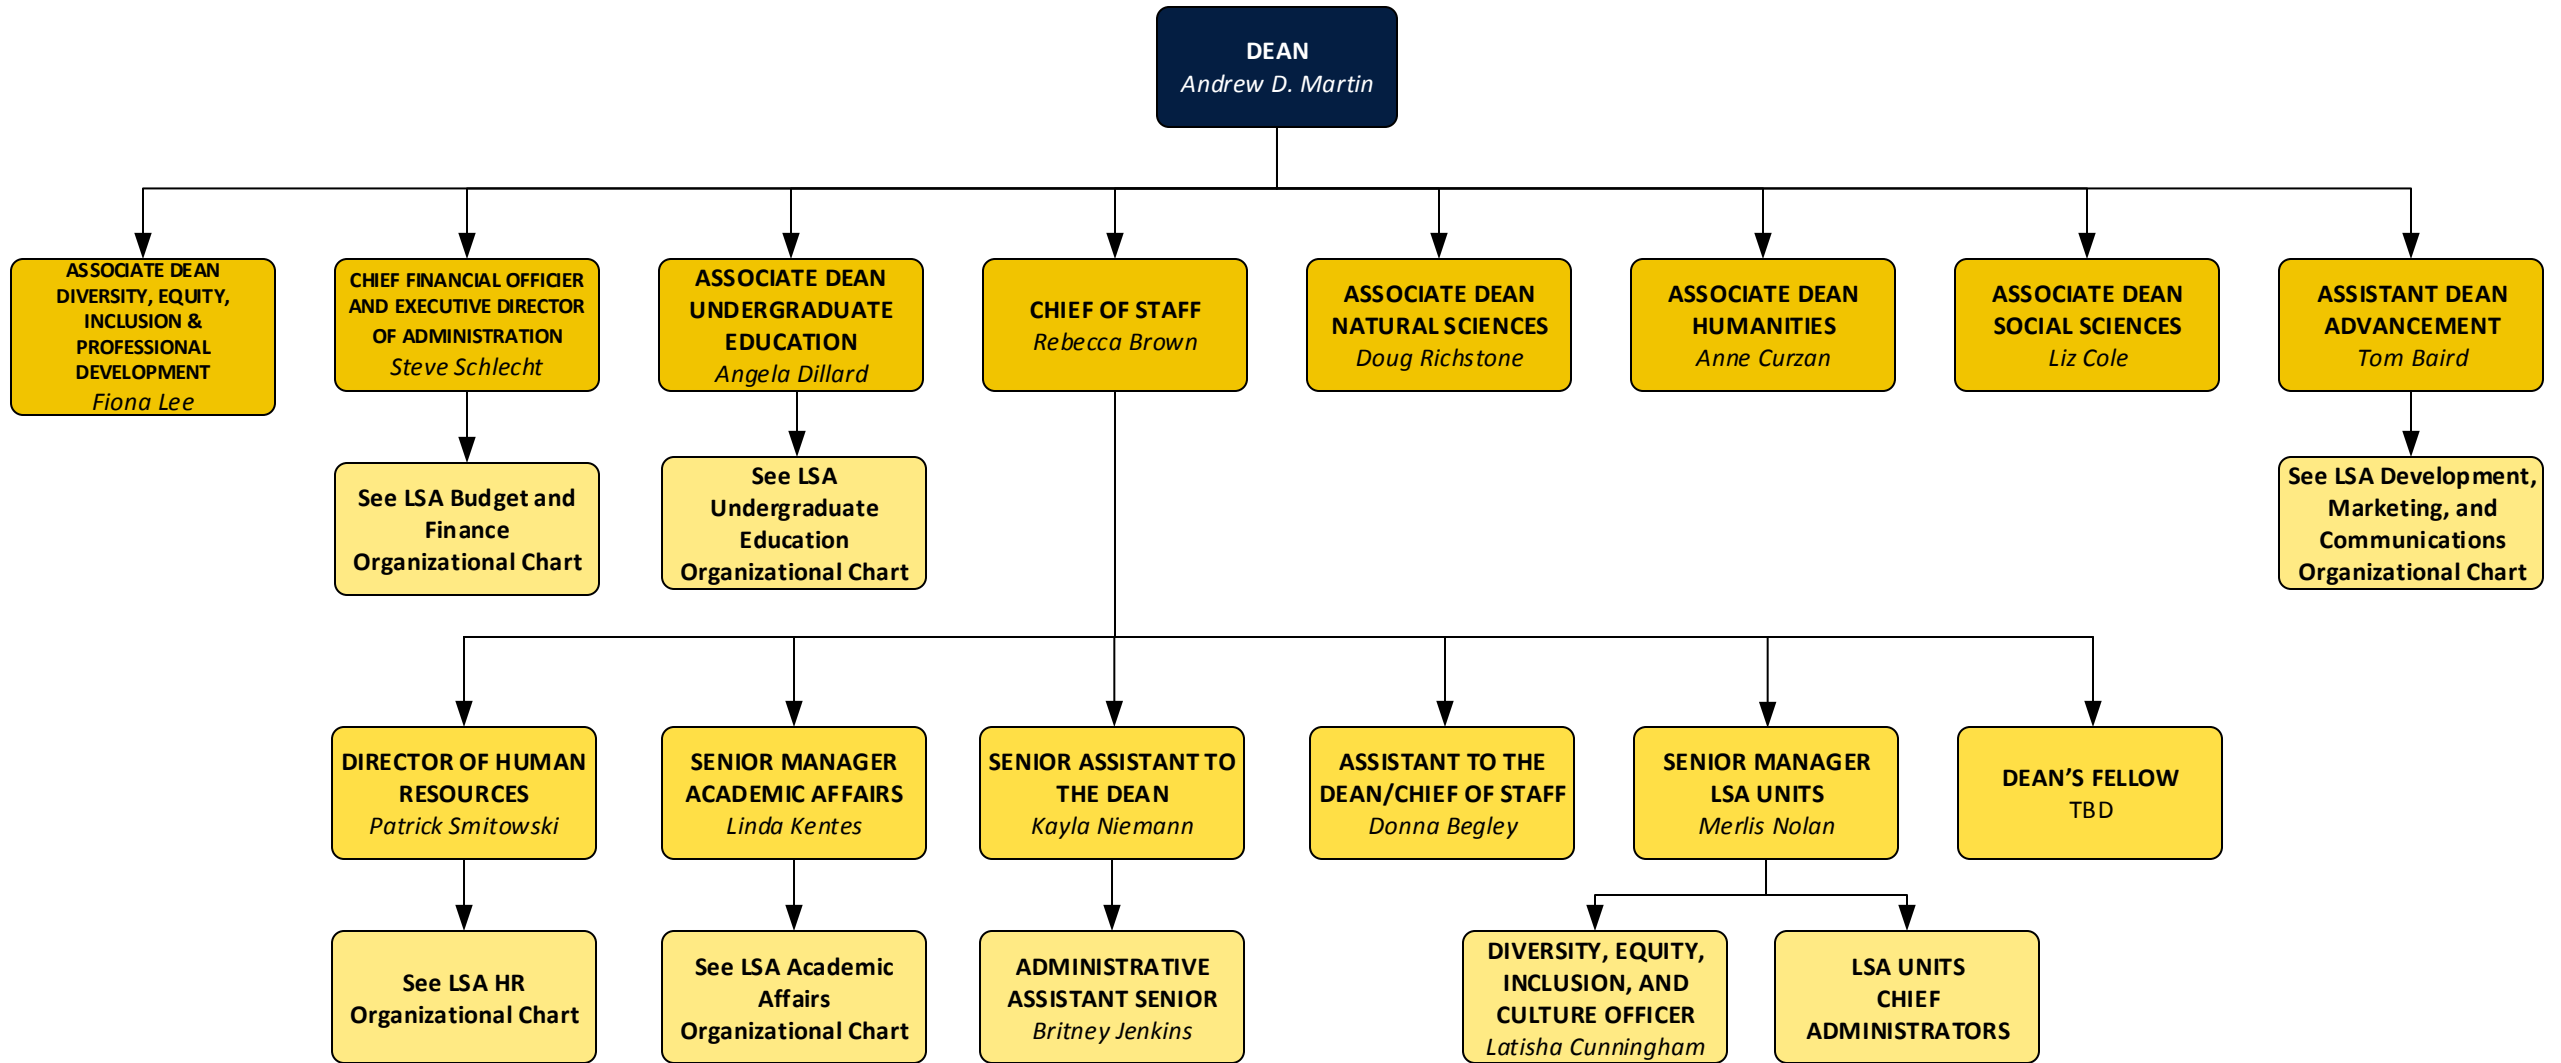 DEAN
Andrew D. Martin
ASSOCIATE DEAN
DIVERSITY, EQUITY,
INCLUSION &
PROFESSIONAL
DEVELOPMENT
Fiona Lee
CHIEF FINANCIAL OFFICER
AND EXECUTIVE DIRECTOR
OF ADMINISTRATION
Steve Schlecht
ASSOCIATE DEAN
UNDERGRADUATE
EDUCATION
Angela Dillard
CHIEF OF STAFF
Rebecca Brown
ASSOCIATE DEAN
NATURAL SCIENCES
Doug Richstone
ASSOCIATE DEAN
HUMANITIES
Anne Curzan
ASSOCIATE DEAN
SOCIAL SCIENCES
Liz Cole
ASSISTANT DEAN
ADVANCEMENT
Tom Baird
See LSA Budget and
Finance
Organizational Chart
See LSA
Undergraduate
Education
Organizational Chart
See LSA Development,
Marketing, and
Communications
Organizational Chart
DIRECTOR OF HUMAN
RESOURCES
Patrick Smitowski
SENIOR MANAGER
ACADEMIC AFFAIRS
Linda Kentes
SENIOR ASSISTANT TO
THE DEAN
Kayla Niemann
ASSISTANT TO THE
DEAN/CHIEF OF STAFF
Donna Begley
SENIOR MANAGER
LSA UNITS
Merlis Nolan
DEAN’S FELLOW
TBD
See LSA HR
Organizational Chart
See LSA Academic
Affairs
Organizational Chart
ADMINISTRATIVE
ASSISTANT SENIOR
Britney Jenkins
DIVERSITY, EQUITY,
INCLUSION, AND
CULTURE OFFICER
Latisha Cunningham
LSA UNITS
CHIEF
ADMINISTRATORS